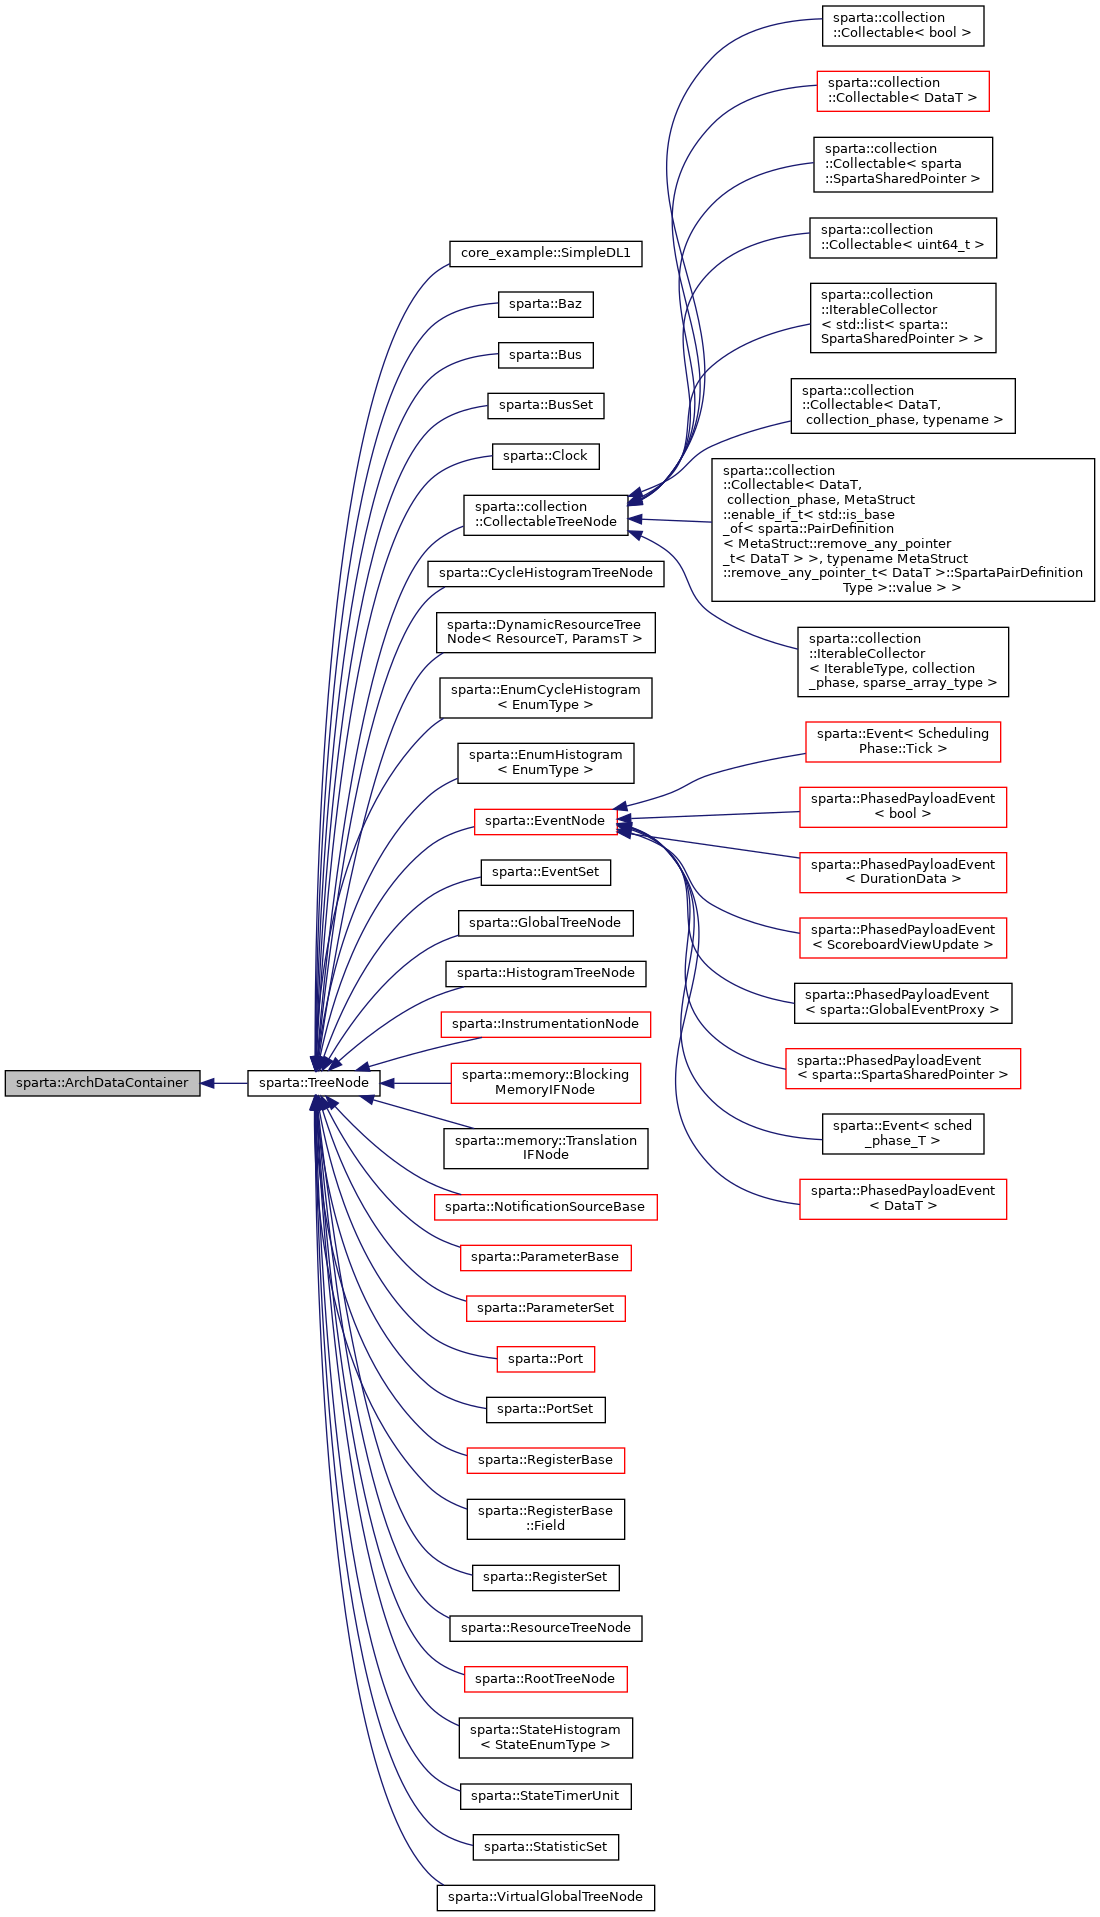 sparta::ArchDataContainer
sparta::TreeNode
core_example::SimpleDL1
sparta::Baz
sparta::Bus
sparta::BusSet
sparta::Clock
sparta::collection
::CollectableTreeNode
sparta::CycleHistogramTreeNode
sparta::DynamicResourceTree
Node< ResourceT, ParamsT >
sparta::EnumCycleHistogram
< EnumType >
sparta::EnumHistogram
< EnumType >
sparta::EventNode
sparta::EventSet
sparta::GlobalTreeNode
sparta::HistogramTreeNode
sparta::InstrumentationNode
sparta::memory::Blocking
MemoryIFNode
sparta::memory::Translation
IFNode
sparta::NotificationSourceBase
sparta::ParameterBase
sparta::ParameterSet
sparta::Port
sparta::PortSet
sparta::RegisterBase
sparta::RegisterBase
::Field
sparta::RegisterSet
sparta::ResourceTreeNode
sparta::RootTreeNode
sparta::StateHistogram
< StateEnumType >
sparta::StateTimerUnit
sparta::StatisticSet
sparta::VirtualGlobalTreeNode
sparta::collection
::Collectable< bool >
sparta::collection
::Collectable< DataT >
sparta::collection
::Collectable< sparta
::SpartaSharedPointer >
sparta::collection
::Collectable< uint64_t >
sparta::collection
::IterableCollector
< std::list< sparta::
SpartaSharedPointer > >
sparta::collection
::Collectable< DataT,
collection_phase, typename >
sparta::collection
::Collectable< DataT,
collection_phase, MetaStruct
::enable_if_t< std::is_base
_of< sparta::PairDefinition
< MetaStruct::remove_any_pointer
_t< DataT > >, typename MetaStruct
::remove_any_pointer_t< DataT >::SpartaPairDefinition
Type >::value > >
sparta::collection
::IterableCollector
< IterableType, collection
_phase, sparse_array_type >
sparta::Event< Scheduling
Phase::Tick >
sparta::PhasedPayloadEvent
< bool >
sparta::PhasedPayloadEvent
< DurationData >
sparta::PhasedPayloadEvent
< ScoreboardViewUpdate >
sparta::PhasedPayloadEvent
< sparta::GlobalEventProxy >
sparta::PhasedPayloadEvent
< sparta::SpartaSharedPointer >
sparta::Event< sched
_phase_T >
sparta::PhasedPayloadEvent
< DataT >